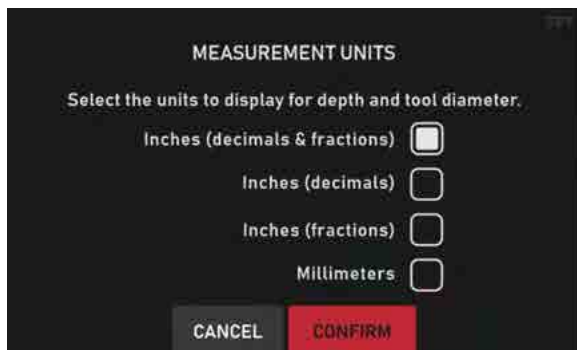 MEASUREMENT UNITS
Select the units to display for depth and tool diameter.
Inches (decimals & fractions)
Inches (decimals)
Inches (fractions)
Millimeters
CANCEL CONFIRM